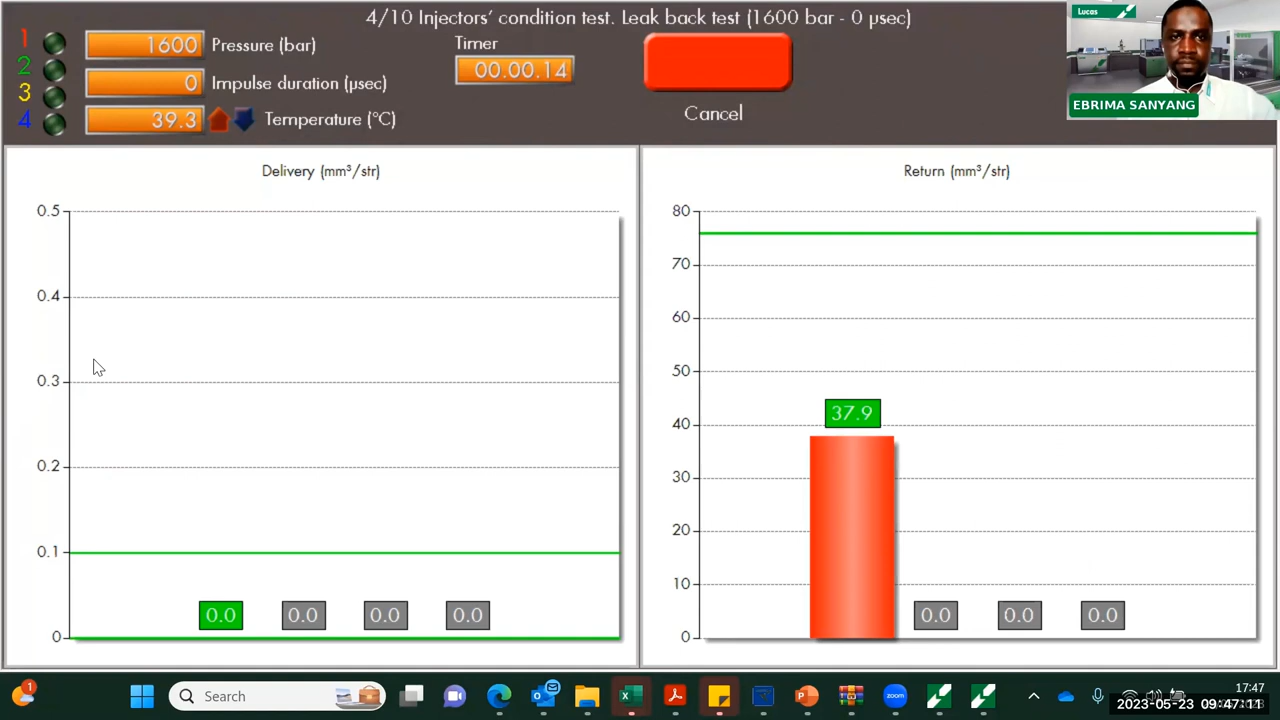 4/10 Injectors' condition test. Leak back test (1600 bar - 0 µsec)
1
1600 Pressure (bar)
2
0 Impulse duration (µsec)
3
4
39.3 Temperature (°C)
Timer
00.00.14
Cancel
Lucas
EBRIMA SANYANG
Delivery (mm³/str)
0.5
0.4
0.3
0.2
0.1
0
0.0 0.0 0.0 0.0
Return (mm³/str)
80
70
60
50
40
30
20
10
0
37.9
0.0 0.0 0.0
1
Search
zoom
17:47
2023-05-23 09:47:11